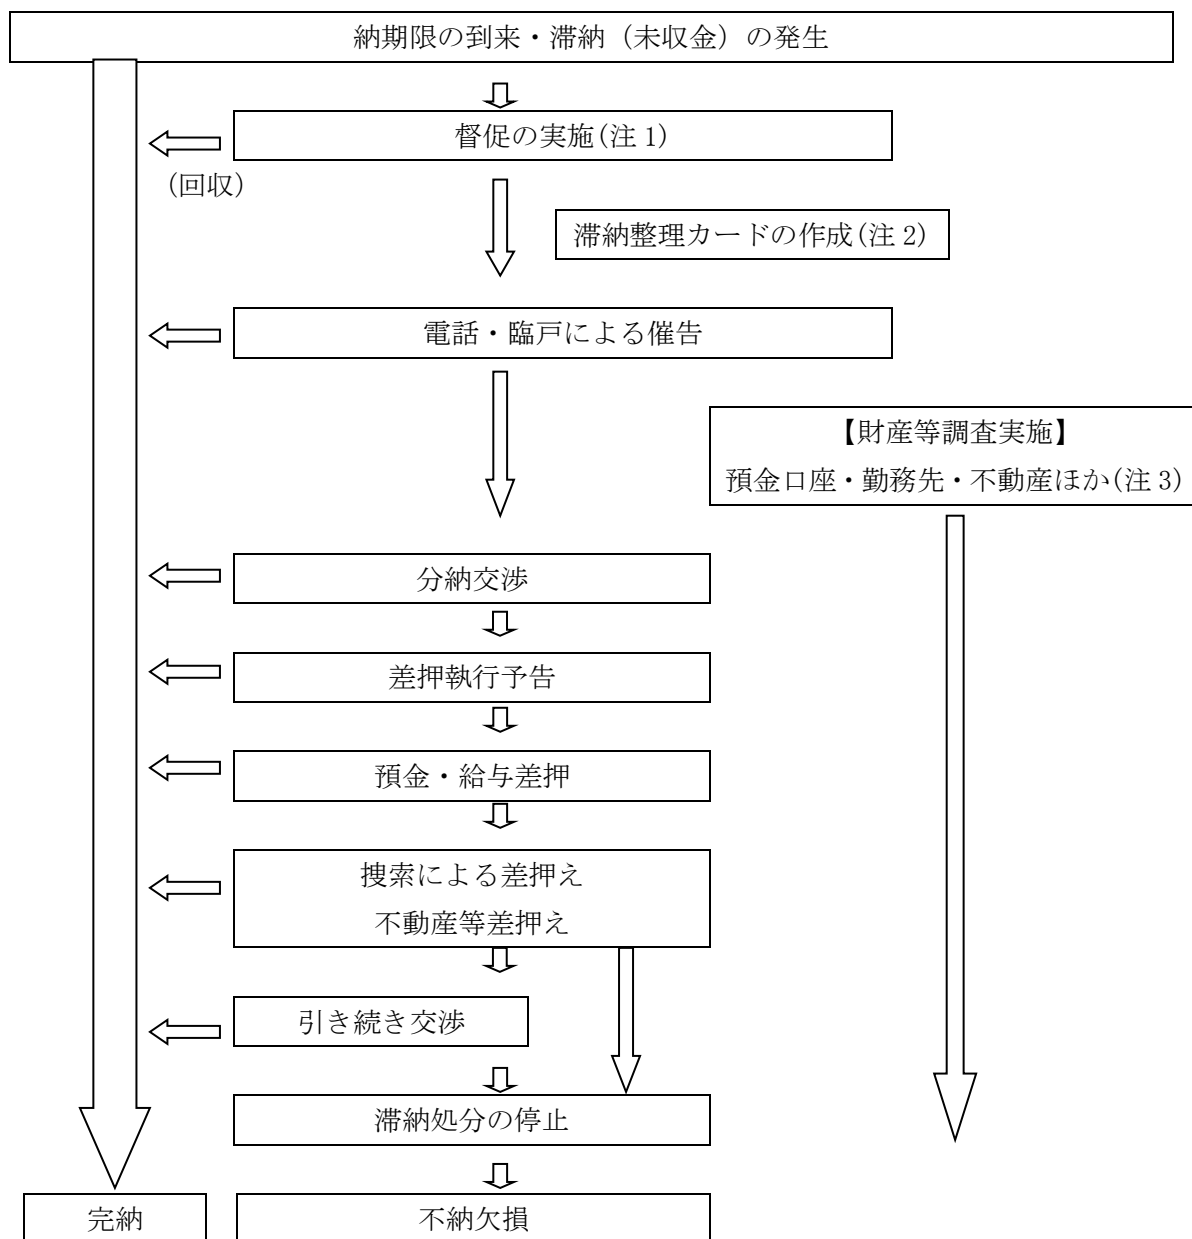 納期限の到来・滞納（未収金）の発生
督促の実施(注 1)
(回収)
滞納整理カードの作成(注 2)
電話・臨戸による催告
【財産等調査実施】
預金口座・勤務先・不動産ほか(注 3)
分納交渉
差押執行予告
預金・給与差押
捜索による差押え
不動産等差押え
引き続き交渉
滞納処分の停止
完納
不納欠損